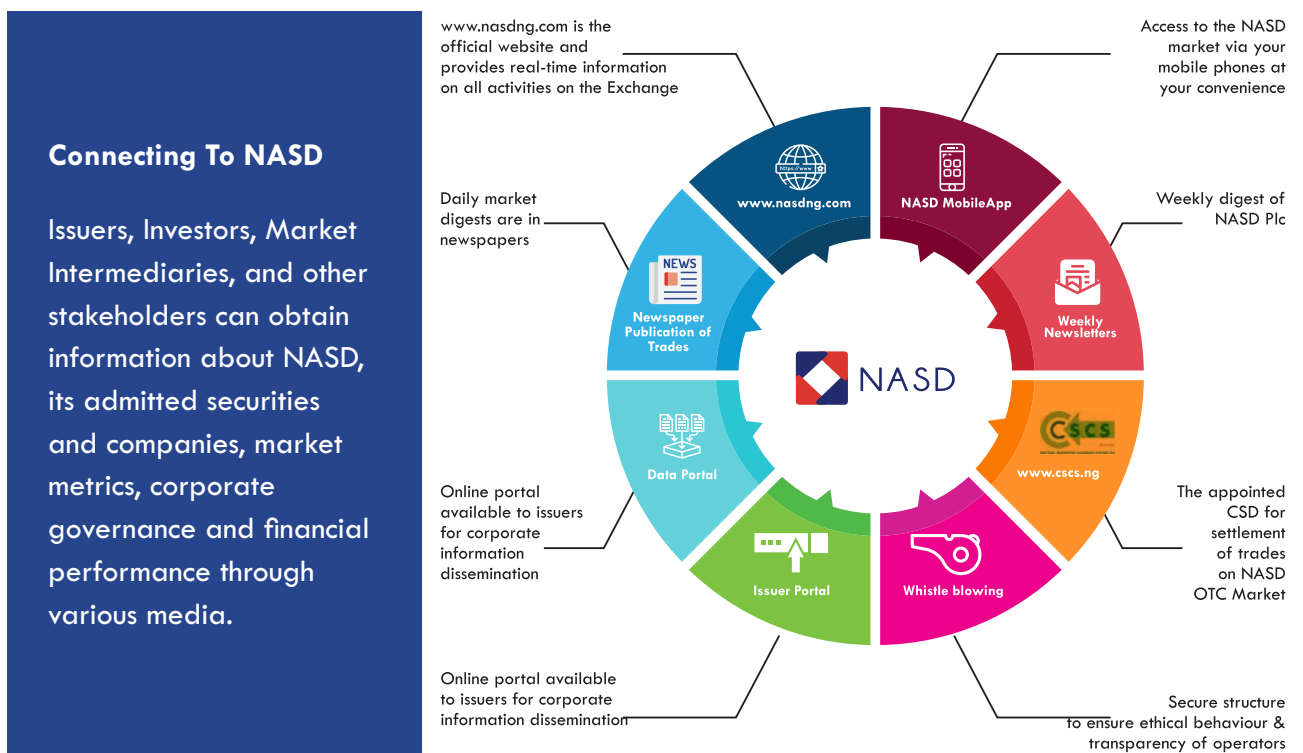 Connecting To NASD
Issuers, Investors, Market
Intermediaries, and other
stakeholders can obtain
information about NASD,
its admitted securities
and companies, market
metrics, corporate
governance and financial
performance through
various media.
www.nasdng.com is the
official website and
provides real-time information
on all activities on the Exchange
Daily market
digests are in
newspapers
Online portal
available to issuers
for corporate
information
dissemination
Online portal available
to issuers for corporate
information dissemination
https://www
www.nasdng.com
NASD MobileApp
NEWS
Newspaper
Publication of
Trades
Weekly
Newsletters
NASD
Data Portal
CSCS
www.cscs.ng
Issuer Portal
Whistle blowing
Access to the NASD
market via your
mobile phones at
your convenience
Weekly digest of
NASD Plc
The appointed
CSD for
settlement
of trades
on NASD
OTC Market
Secure structure
to ensure ethical behaviour &
transparency of operators